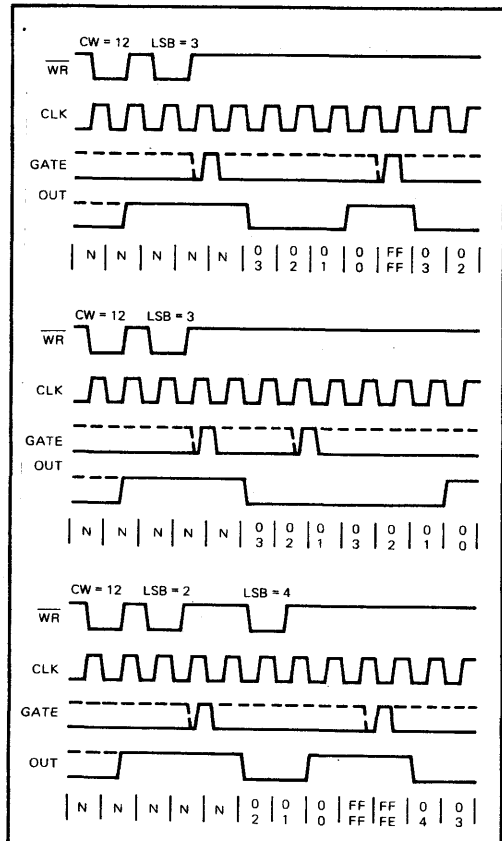 CW = 12 LSB = 3
WR
CLK
GATE
OUT
| N | N | N | N | N | 0 3 | 0 2 | 0 1 | 0 0 | FF FF | 0 3 | 0 2 |
CW = 12 LSB = 3
WR
CLK
GATE
OUT
| N | N | N | N | N | 0 3 | 0 2 | 0 1 | 0 3 | 0 2 | 0 1 | 0 0 |
CW = 12 LSB = 2 LSB = 4
WR
CLK
GATE
OUT
| N | N | N | N | N | 0 2 | 0 1 | 0 0 | FF FF | FF FE | 0 4 | 0 3 |